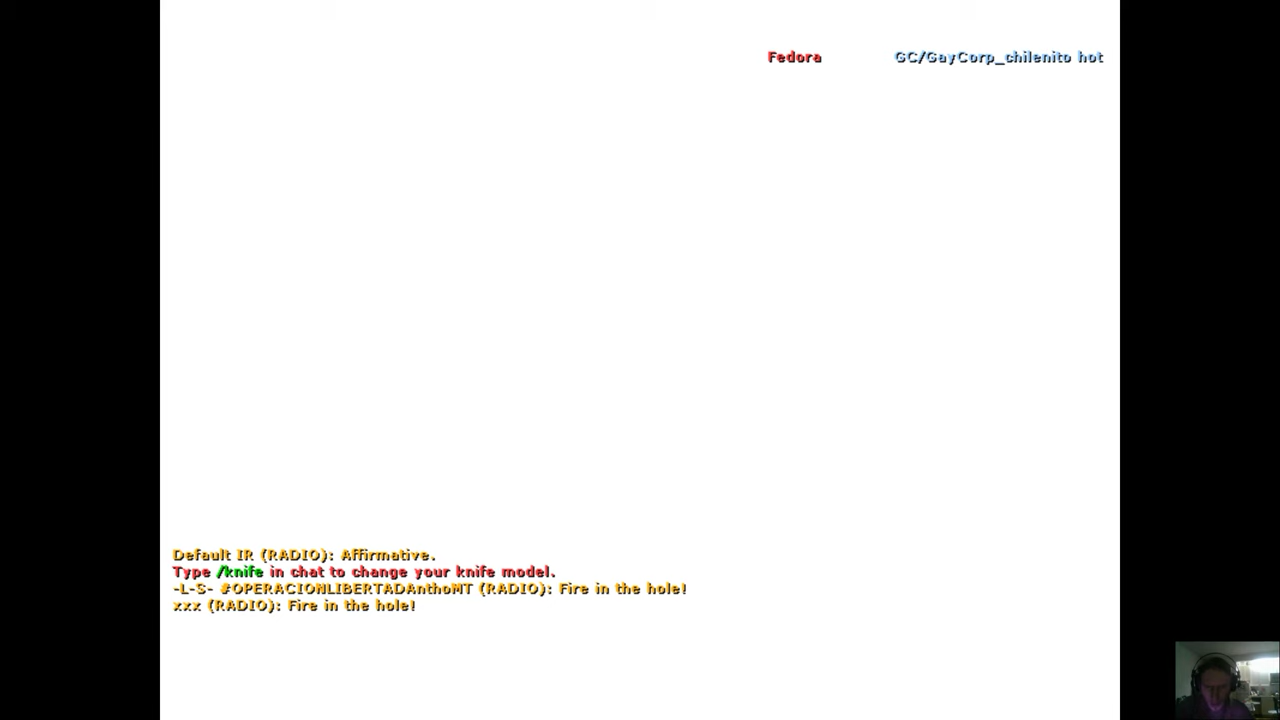 Fedora GC/GayCorp_chilenito hot
Default IR (RADIO): Affirmative.
Type /knife in chat to change your knife model.
-L-S- #OPERACIONLIBERTADAnthoMT (RADIO): Fire in the hole!
xxx (RADIO): Fire in the hole!